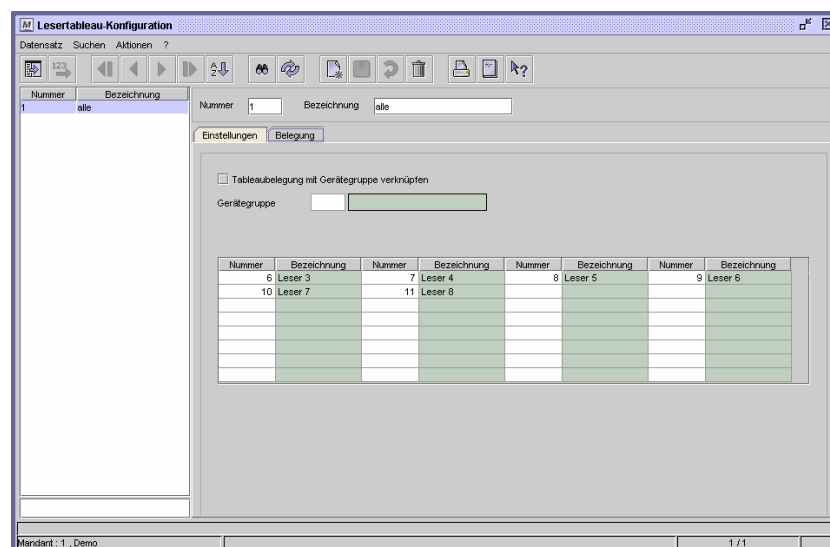 Lesertableau-Konfiguration
Datensatz Suchen Aktionen ?
Nummer Bezeichnung
1 alle
Nummer 1 Bezeichnung alle
Einstellungen Belegung
Tableaubelegung mit Gerätegruppe verknüpfen
Gerätegruppe
Nummer Bezeichnung Nummer Bezeichnung Nummer Bezeichnung Nummer Bezeichnung
6 Leser 3 7 Leser 4 8 Leser 5 9 Leser 6
10 Leser 7 11 Leser 8
Mandant : 1 , Demo 1 / 1